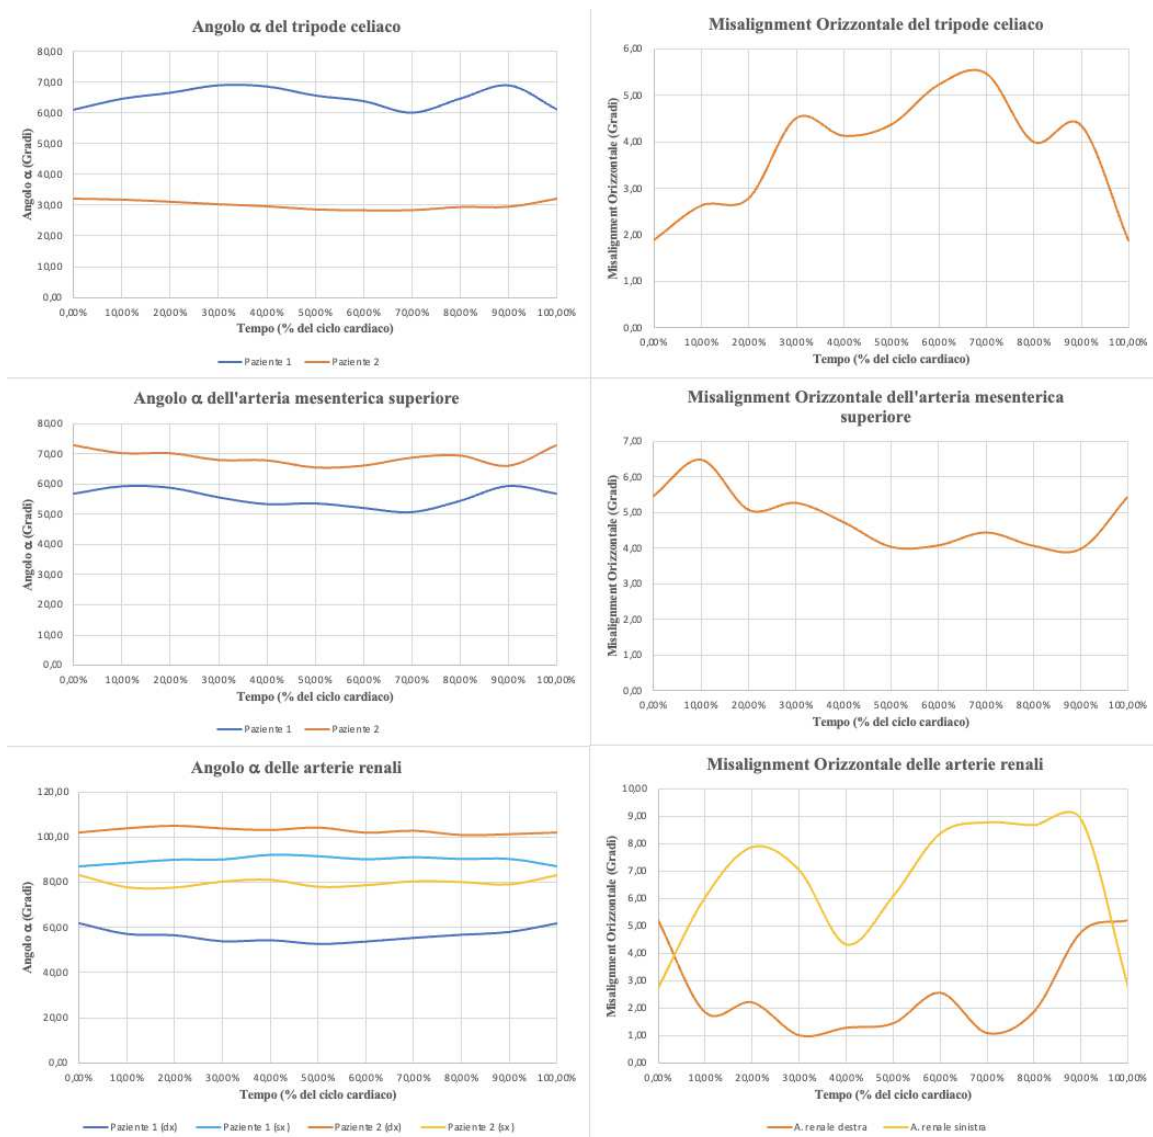 Angolo α del tripode celiaco
Angolo α (Gradi)
80,00
70,00
60,00
50,00
40,00
30,00
20,00
10,00
0,00
0,00% 10,00% 20,00% 30,00% 40,00% 50,00% 60,00% 70,00% 80,00% 90,00% 100,00%
Tempo (% del ciclo cardiaco)
Paziente 1 Paziente 2
Misalignment Orizzontale del tripode celiaco
Misalignment Orizzontale (Gradi)
6,00
5,00
4,00
3,00
2,00
1,00
0,00
0,00% 10,00% 20,00% 30,00% 40,00% 50,00% 60,00% 70,00% 80,00% 90,00% 100,00%
Tempo (% del ciclo cardiaco)
Angolo α dell'arteria mesenterica superiore
Angolo α (Gradi)
80,00
70,00
60,00
50,00
40,00
30,00
20,00
10,00
0,00
0,00% 10,00% 20,00% 30,00% 40,00% 50,00% 60,00% 70,00% 80,00% 90,00% 100,00%
Tempo (% del ciclo cardiaco)
Paziente 1 Paziente 2
Misalignment Orizzontale dell'arteria mesenterica
superiore
Misalignment Orizzontale (Gradi)
7,00
6,00
5,00
4,00
3,00
2,00
1,00
0,00
0,00% 10,00% 20,00% 30,00% 40,00% 50,00% 60,00% 70,00% 80,00% 90,00% 100,00%
Tempo (% del ciclo cardiaco)
Angolo α delle arterie renali
Angolo α (Gradi)
120,00
100,00
80,00
60,00
40,00
20,00
0,00
0,00% 10,00% 20,00% 30,00% 40,00% 50,00% 60,00% 70,00% 80,00% 90,00% 100,00%
Tempo (% del ciclo cardiaco)
Paziente 1 (dx) Paziente 1 (sx) Paziente 2 (dx) Paziente 2 (sx)
Misalignment Orizzontale delle arterie renali
Misalignment Orizzontale (Gradi)
10,00
9,00
8,00
7,00
6,00
5,00
4,00
3,00
2,00
1,00
0,00
0,00% 10,00% 20,00% 30,00% 40,00% 50,00% 60,00% 70,00% 80,00% 90,00% 100,00%
Tempo (% del ciclo cardiaco)
A. renale destra A. renale sinistra